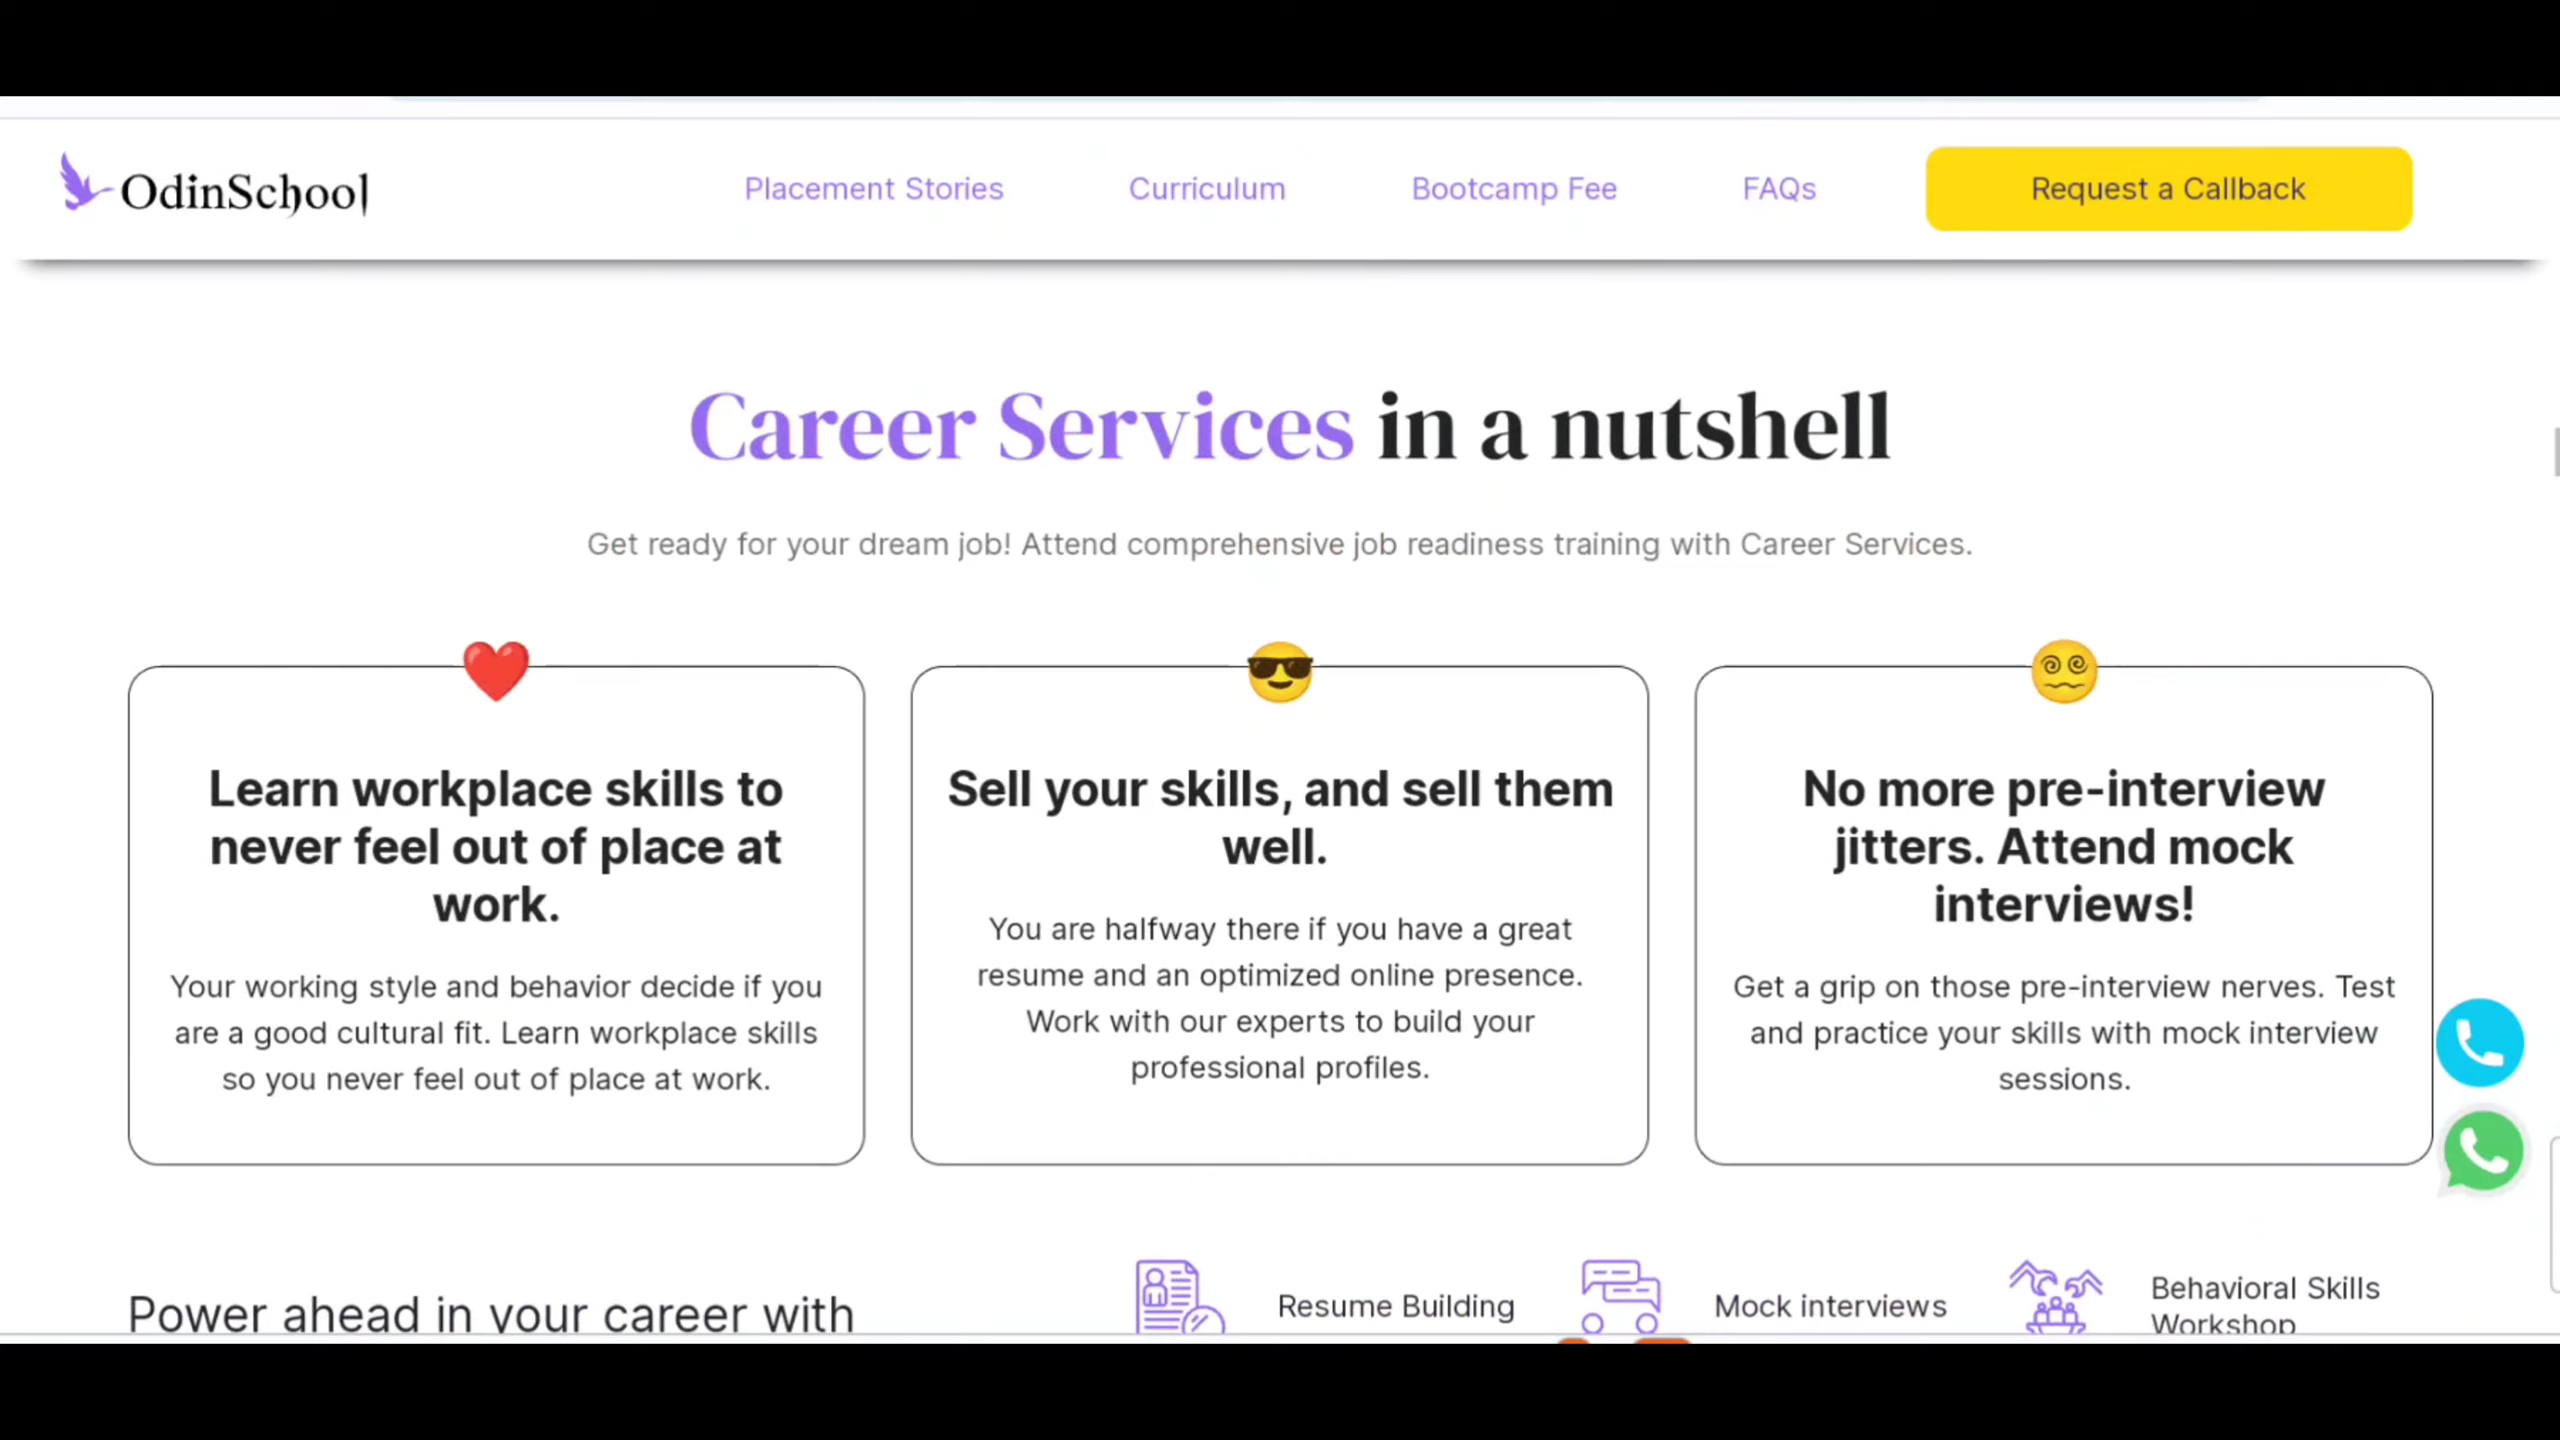 OdinSchool
Placement Stories
Curriculum
Bootcamp Fee
FAQs
Request a Callback
Career Services in a nutshell
Get ready for your dream job! Attend comprehensive job readiness training with Career Services.
Learn workplace skills to
never feel out of place at
work.
Your working style and behavior decide if you
are a good cultural fit. Learn workplace skills
so you never feel out of place at work.
Sell your skills, and sell them
well.
You are halfway there if you have a great
resume and an optimized online presence.
Work with our experts to build your
professional profiles.
No more pre-interview
jitters. Attend mock
interviews!
Get a grip on those pre-interview nerves. Test
and practice your skills with mock interview
sessions.
Power ahead in your career with
Resume Building
Mock interviews
Behavioral Skills
Workshop